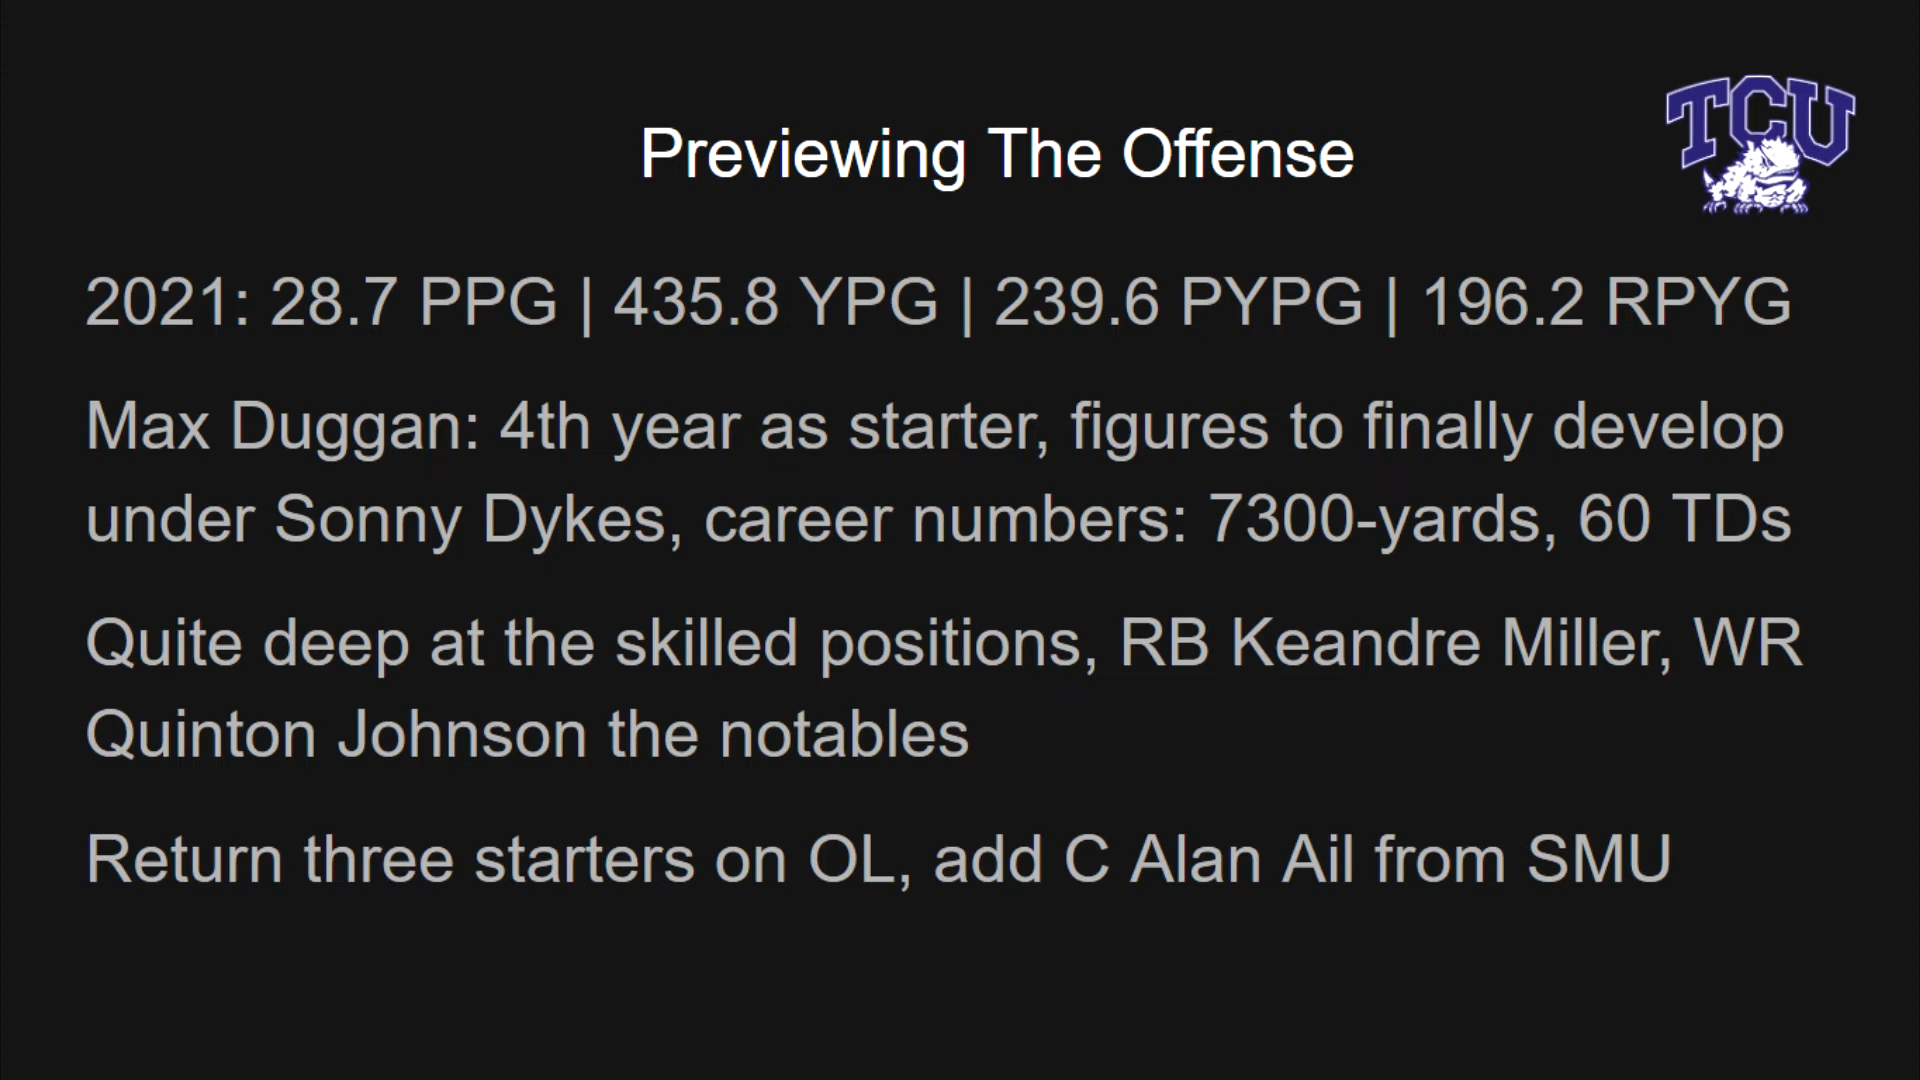 TCU
Previewing The Offense
2021: 28.7 PPG | 435.8 YPG | 239.6 PYPG | 196.2 RPYG
Max Duggan: 4th year as starter, figures to finally develop
under Sonny Dykes, career numbers: 7300-yards, 60 TDs
Quite deep at the skilled positions, RB Keandre Miller, WR
Quinton Johnson the notables
Return three starters on OL, add C Alan Ail from SMU